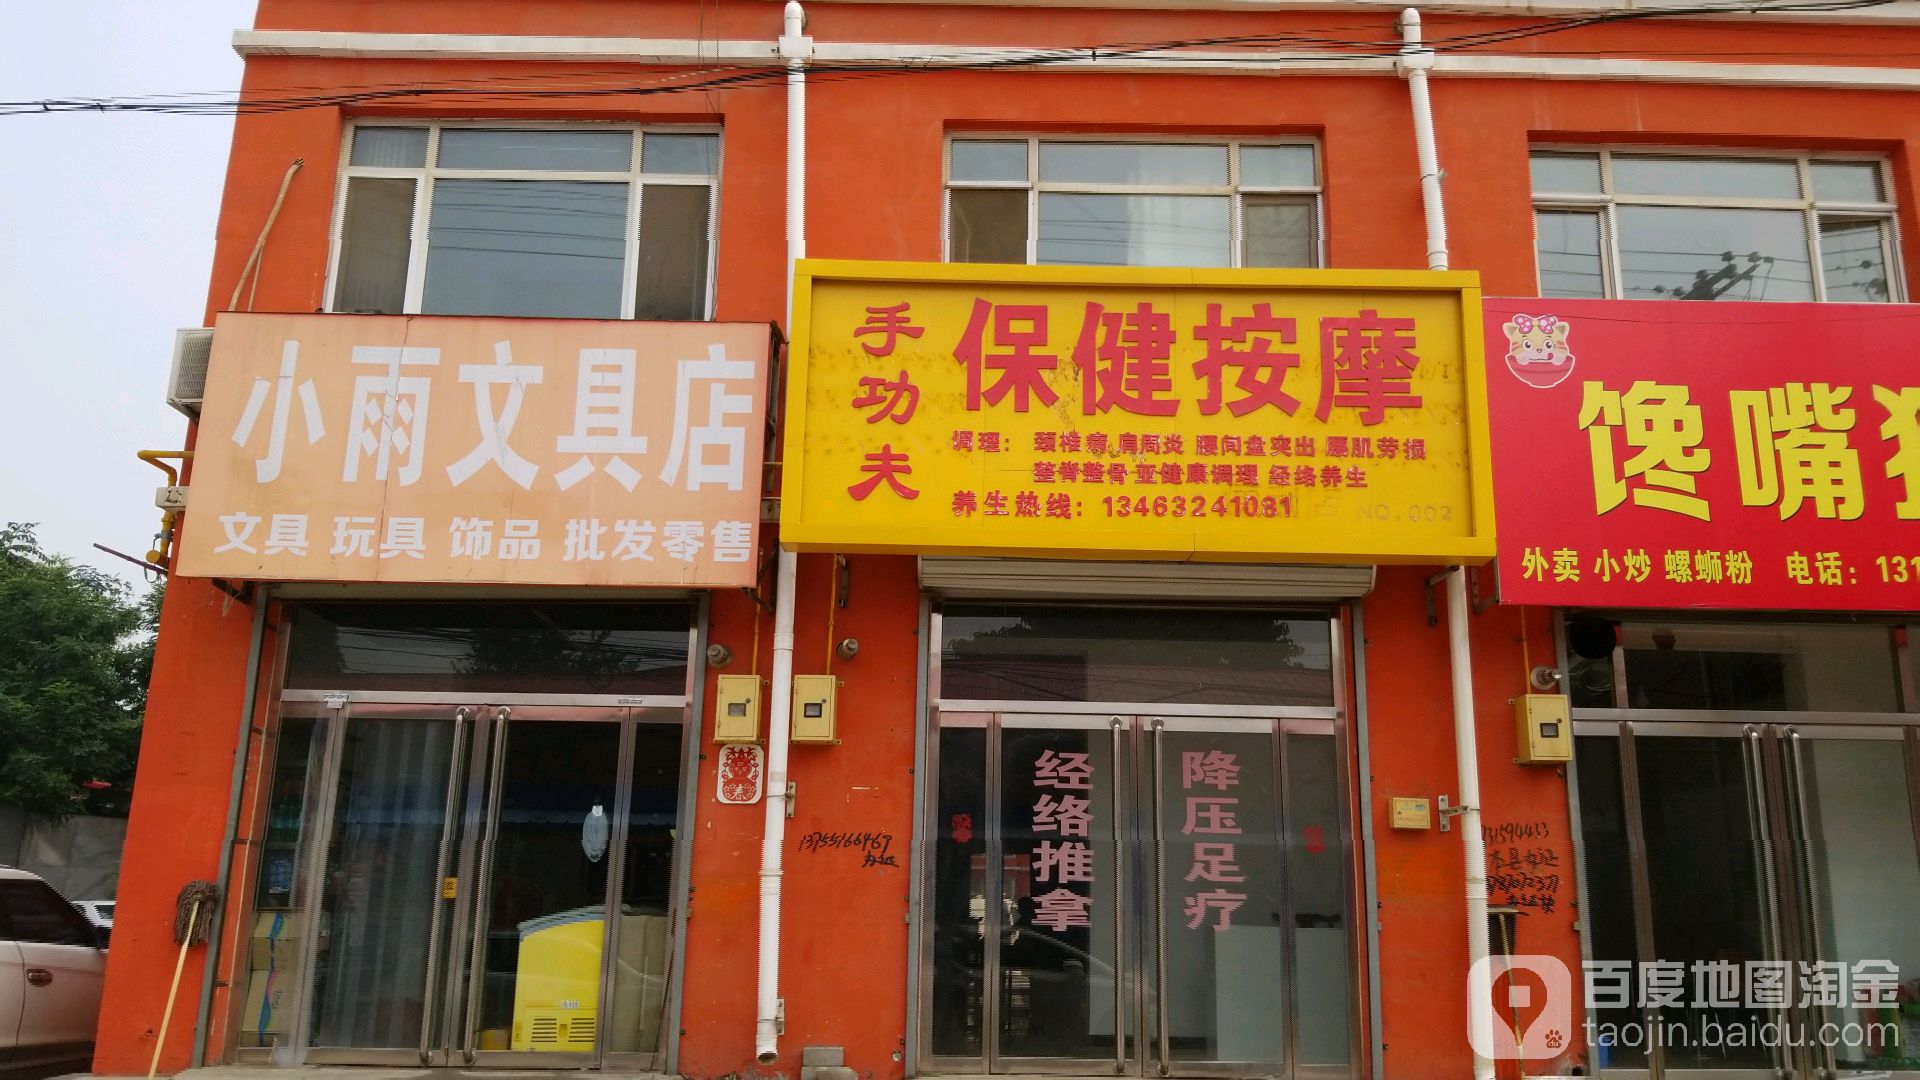 小雨文具店
文具 玩具 饰品 批发零售
手功夫
保健按摩
调理： 颈椎病 肩周炎 腰间盘突出 腰肌劳损
整脊整骨 亚健康调理 经络养生
养生热线：13463241081
NO.002
馋嘴
外卖 小炒 螺蛳粉 电话：131
经络推拿
降压足疗
春
13755166469
办证
百度地图淘金
taojin.baidu.com